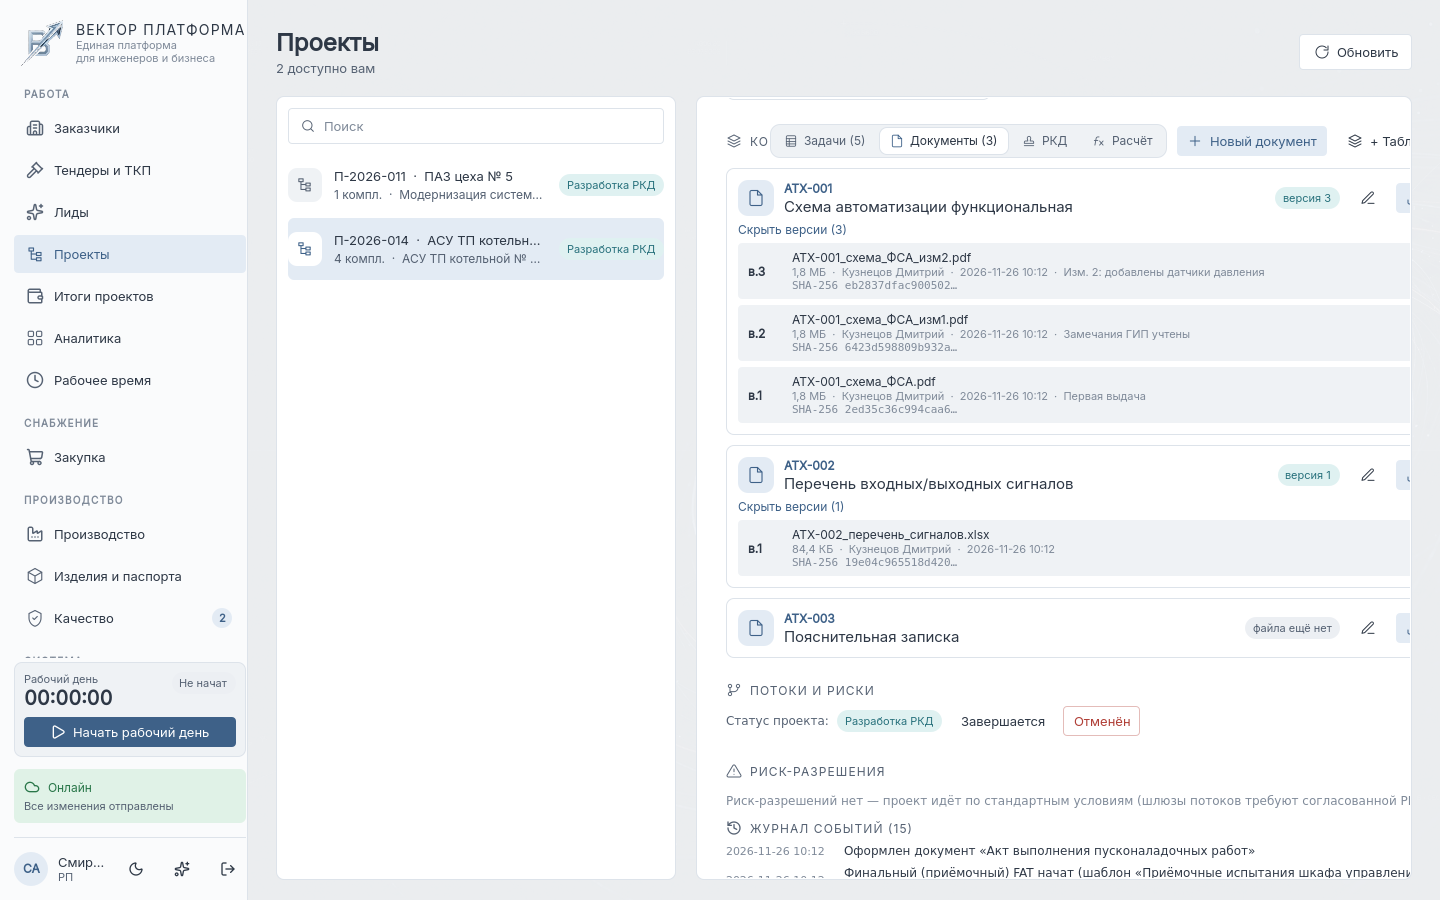 ВЕКТОР ПЛАТФОРМА
Единая платформа
для инженеров и бизнеса
РАБОТА
Заказчики
Тендеры и ТКП
Лиды
Проекты
Итоги проектов
Аналитика
Рабочее время
СНАБЖЕНИЕ
Закупка
ПРОИЗВОДСТВО
Производство
Изделия и паспорта
Качество 2
Рабочий день
Не начат
00:00:00
Начать рабочий день
Онлайн
Все изменения отправлены
СА
Смир...
РП
Проекты
2 доступно вам
Обновить
Поиск
П-2026-011 · ПАЗ цеха № 5
1 компл. · Модернизация систем...
Разработка РКД
П-2026-014 · АСУ ТП котельн...
4 компл. · АСУ ТП котельной № ...
Разработка РКД
КО
Задачи (5)
Документы (3)
РКД
Расчёт
Новый документ
+ Табл
АТХ-001
Схема автоматизации функциональная
версия 3
Скрыть версии (3)
в.3
АТХ-001_схема_ФСА_изм2.pdf
1,8 МБ · Кузнецов Дмитрий · 2026-11-26 10:12 · Изм. 2: добавлены датчики давления
SHA-256 eb2837dfac900502…
в.2
АТХ-001_схема_ФСА_изм1.pdf
1,8 МБ · Кузнецов Дмитрий · 2026-11-26 10:12 · Замечания ГИП учтены
SHA-256 6423d598809b932a…
в.1
АТХ-001_схема_ФСА.pdf
1,8 МБ · Кузнецов Дмитрий · 2026-11-26 10:12 · Первая выдача
SHA-256 2ed35c36c994caa6…
АТХ-002
Перечень входных/выходных сигналов
версия 1
Скрыть версии (1)
в.1
АТХ-002_перечень_сигналов.xlsx
84,4 КБ · Кузнецов Дмитрий · 2026-11-26 10:12
SHA-256 19e04c965518d420…
АТХ-003
Пояснительная записка
файла ещё нет
ПОТОКИ И РИСКИ
Статус проекта:
Разработка РКД
Завершается
Отменён
РИСК-РАЗРЕШЕНИЯ
Риск-разрешений нет — проект идёт по стандартным условиям (шлюзы потоков требуют согласованной
ЖУРНАЛ СОБЫТИЙ (15)
2026-11-26 10:12 Оформлен документ «Акт выполнения пусконаладочных работ»
2026-11-26 10:12 Финальный (приёмочный) FAT начат (шаблон «Приёмочные испытания шкафа управлени